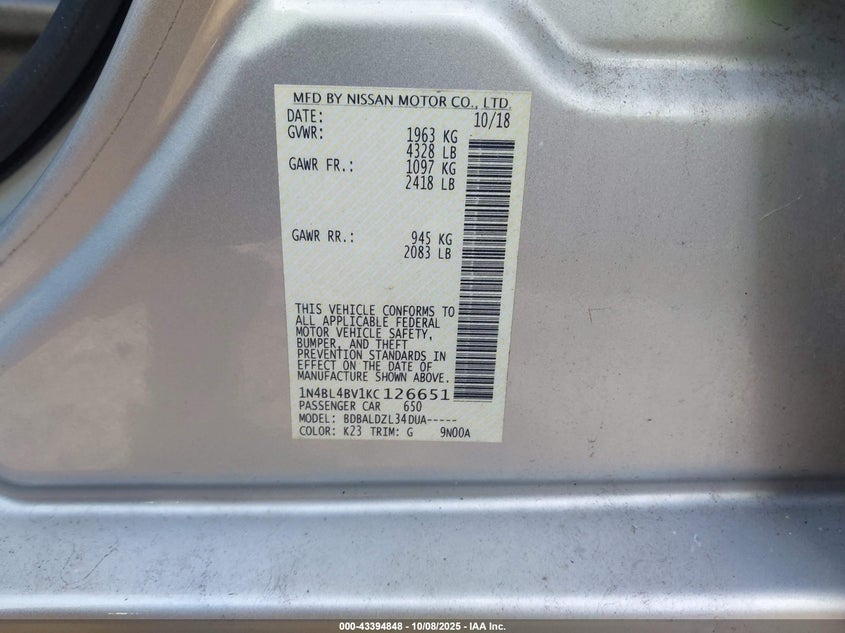 MFD BY NISSAN MOTOR CO., LTD.
DATE: 10/18
GVWR: 1963 KG
4328 LB
GAWR FR.: 1097 KG
2418 LB
GAWR RR.: 945 KG
2083 LB
THIS VEHICLE CONFORMS TO
ALL APPLICABLE FEDERAL
MOTOR VEHICLE SAFETY,
BUMPER, AND THEFT
PREVENTION STANDARDS IN
EFFECT ON THE DATE OF
MANUFACTURE SHOWN ABOVE.
1N4BL4BV1KC126651
PASSENGER CAR 650
MODEL: BDBALDZL34DUA-----
COLOR: K23 TRIM: G 9N00A
000-43394848 - 10/08/2025 - IAA Inc.